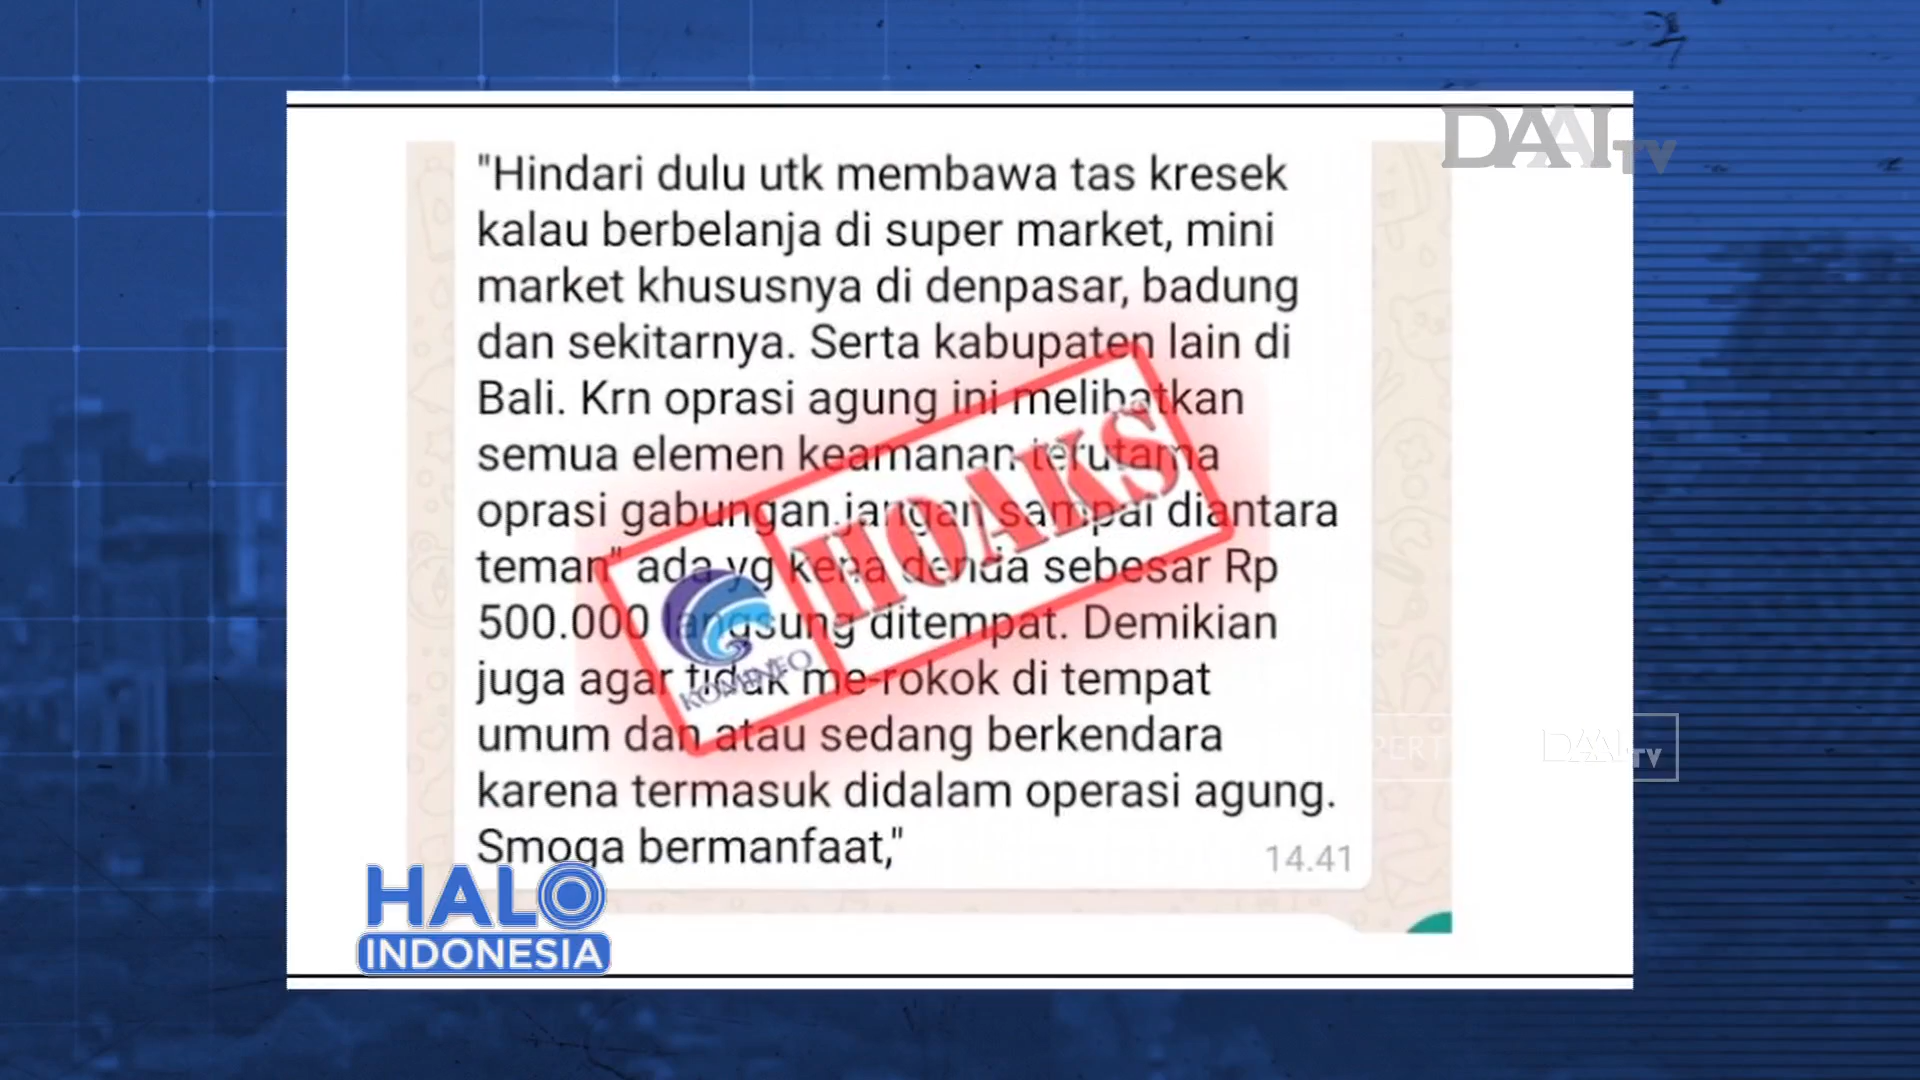 DAAI TV
"Hindari dulu utk membawa tas kresek
kalau berbelanja di super market, mini
market khususnya di denpasar, badung
dan sekitarnya. Serta kabupaten lain di
Bali. Krn oprasi agung ini melibatkan
semua elemen keamanan terutama
oprasi gabungan.jangan sampai diantara
teman" ada yg kena denda sebesar Rp
500.000 langsung ditempat. Demikian
juga agar tidak me-rokok di tempat
umum dan atau sedang berkendara
karena termasuk didalam operasi agung.
Smoga bermanfaat,"
14.41
HOAKS
KOMINFO
DAAI TV
HALO
INDONESIA